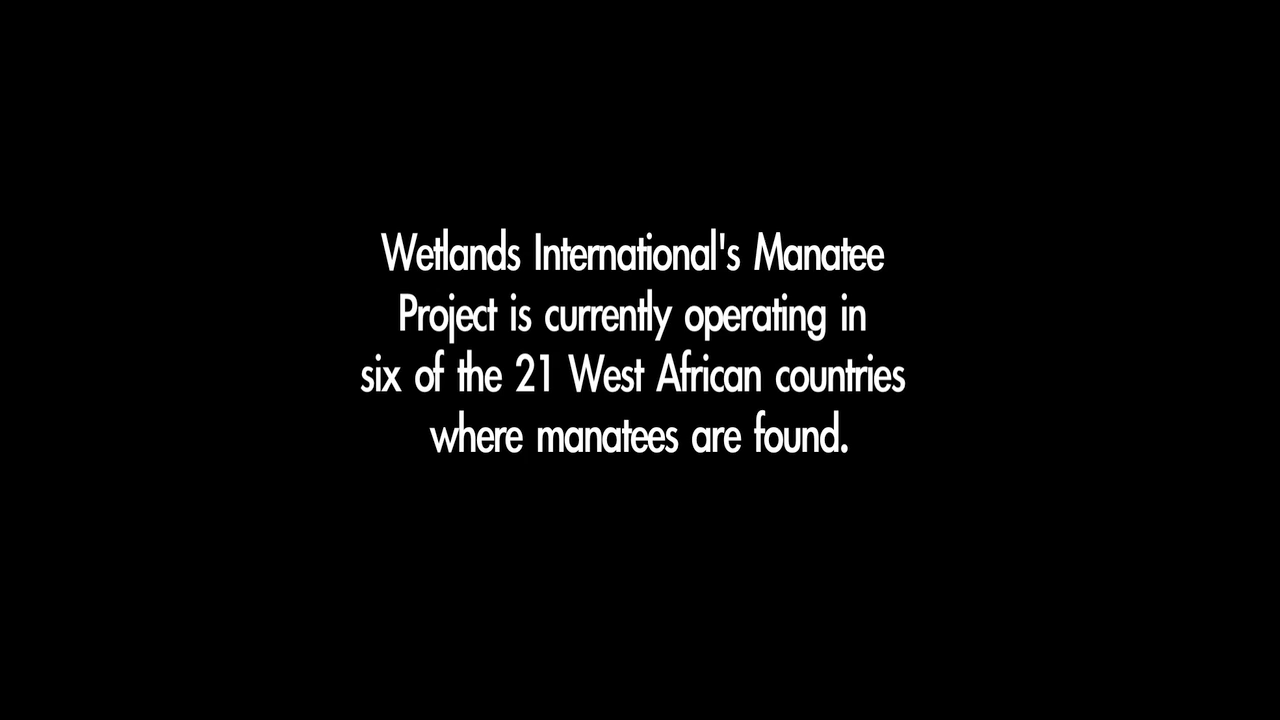 Wetlands International's Manatee
Project is currently operating in
six of the 21 West African countries
where manatees are found.